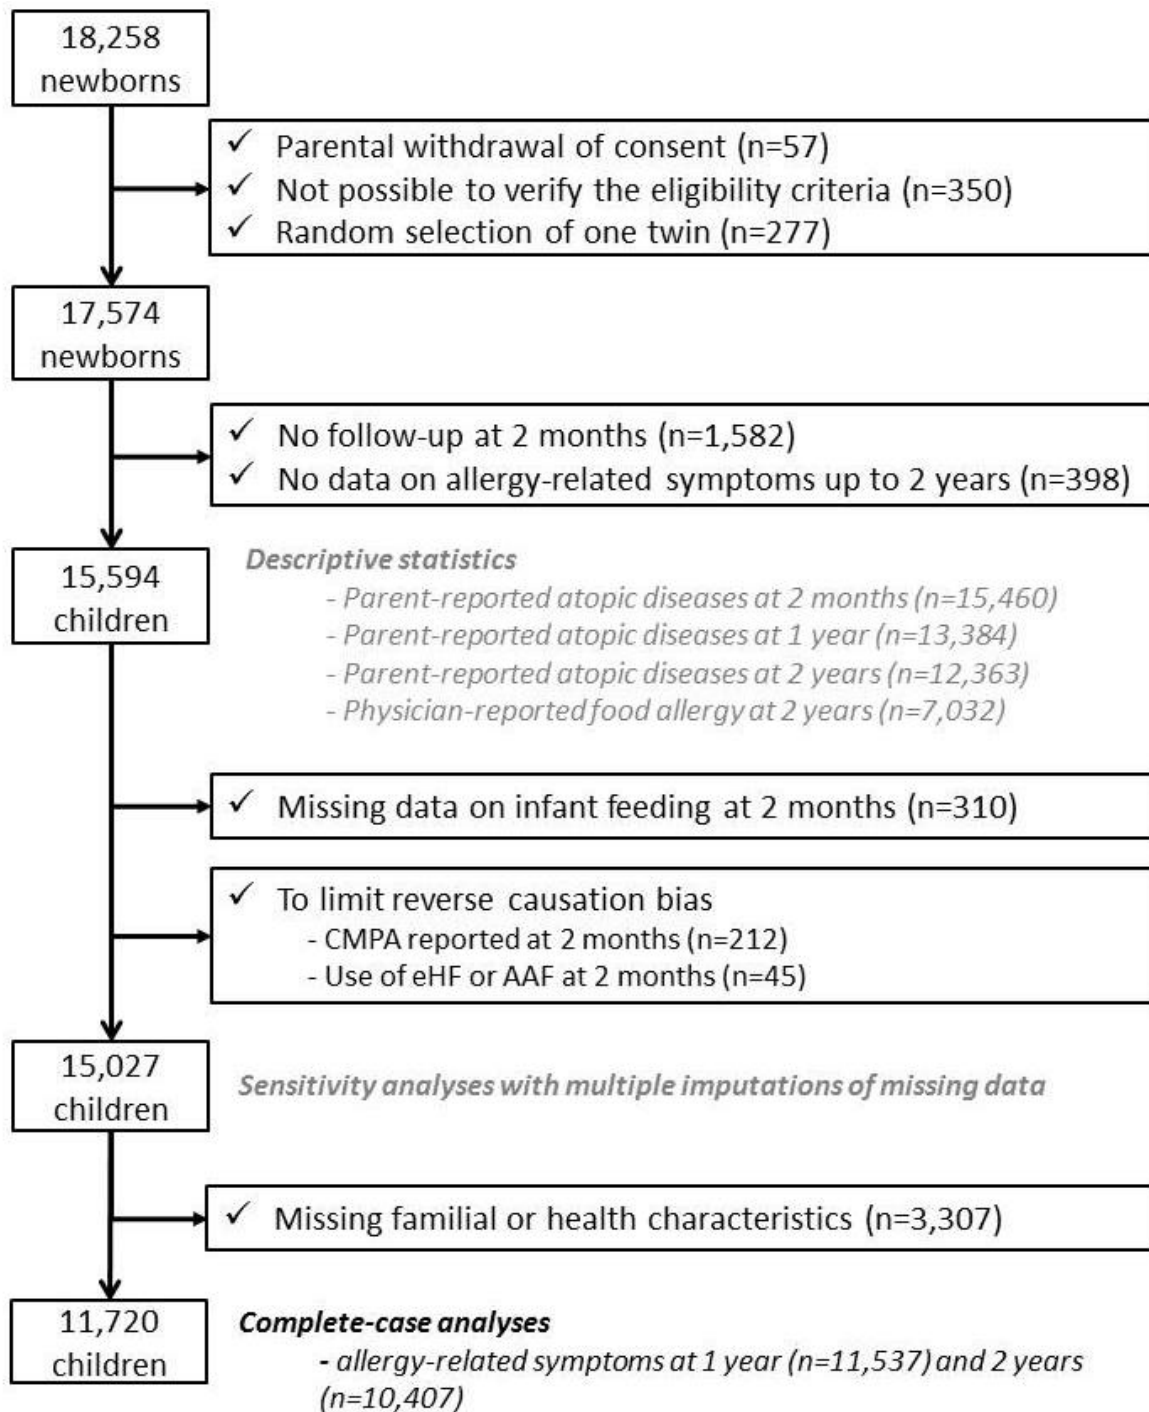 18,258
newborns
✓ Parental withdrawal of consent (n=57)
✓ Not possible to verify the eligibility criteria (n=350)
✓ Random selection of one twin (n=277)
17,574
newborns
✓ No follow-up at 2 months (n=1,582)
✓ No data on allergy-related symptoms up to 2 years (n=398)
15,594
children
Descriptive statistics
- Parent-reported atopic diseases at 2 months (n=15,460)
- Parent-reported atopic diseases at 1 year (n=13,384)
- Parent-reported atopic diseases at 2 years (n=12,363)
- Physician-reported food allergy at 2 years (n=7,032)
✓ Missing data on infant feeding at 2 months (n=310)
✓ To limit reverse causation bias
- CMPA reported at 2 months (n=212)
- Use of eHF or AAF at 2 months (n=45)
15,027
children
Sensitivity analyses with multiple imputations of missing data
✓ Missing familial or health characteristics (n=3,307)
11,720
children
Complete-case analyses
- allergy-related symptoms at 1 year (n=11,537) and 2 years
(n=10,407)